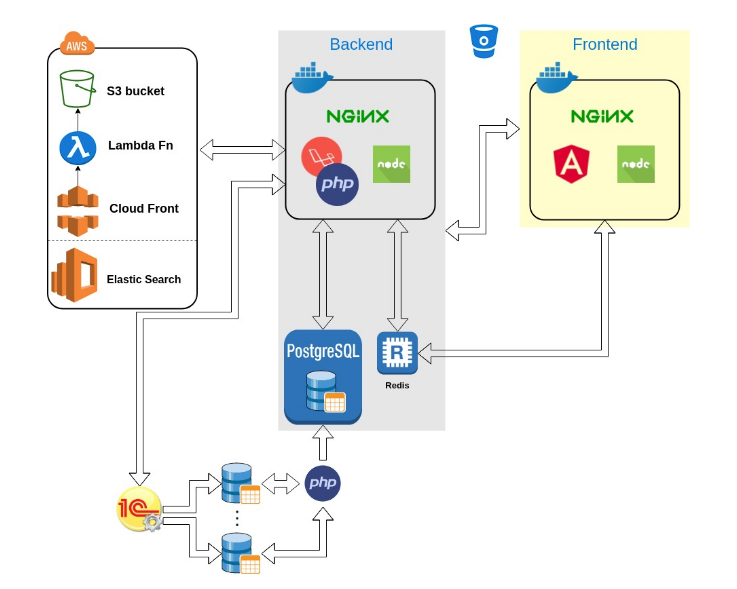 AWS
S3 bucket
Lambda Fn
Cloud Front
Elastic Search
Backend
NGINX
php
node
Frontend
NGINX
A
node
PostgreSQL
R
Redis
1C
php